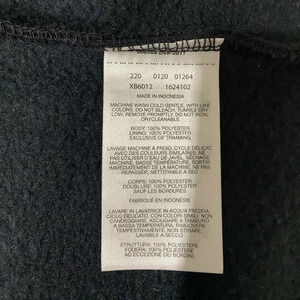 220 0120 01264
XB6012 1624102
MADE IN INDONESIA
MACHINE WASH COLD GENTLE, WITH LIKE
COLORS, DO NOT BLEACH, TUMBLE DRY
LOW, REMOVE PROMPTLY, DO NOT IRON,
DRYCLEANABLE.
BODY: 100% POLYESTER
LINING: 100% POLYESTER
EXCLUSIVE OF TRIMMING
LAVAGE MACHINE A FROID, CYCLE DELICAT,
AVEC DES COULEURS SIMILAIRES, NE
PAS UTILISER D'EAU DE JAVEL, SECHAGE
MACHINE, BASSE TEMPERATURE, SORTIR
IMMEDIATEMENT DE LA MACHINE, NE PAS
REPASSER, NETTOYABLE A SEC
CORPS: 100% POLYESTER
DOUBLURE: 100% POLYESTER
SAUF LES BORDURES
FABRIQUE EN INDONESIE
LAVARE IN LAVATRICE IN ACQUA FREDDA,
CICLO DELICATO, CON COLORI SIMILI, NON
CANDEGGIARE, ASCIUGARE A TAMBURO
A BASSA TEMPERATURA, RIMUOVERE
TEMPESTIVAMENTE, NON STIRARE,
LAVABILE A SECCO
STRUTTURA: 100% POLIESTERE
FODERA: 100% POLIESTERE
AD ECCEZIONE DEI BORDINI